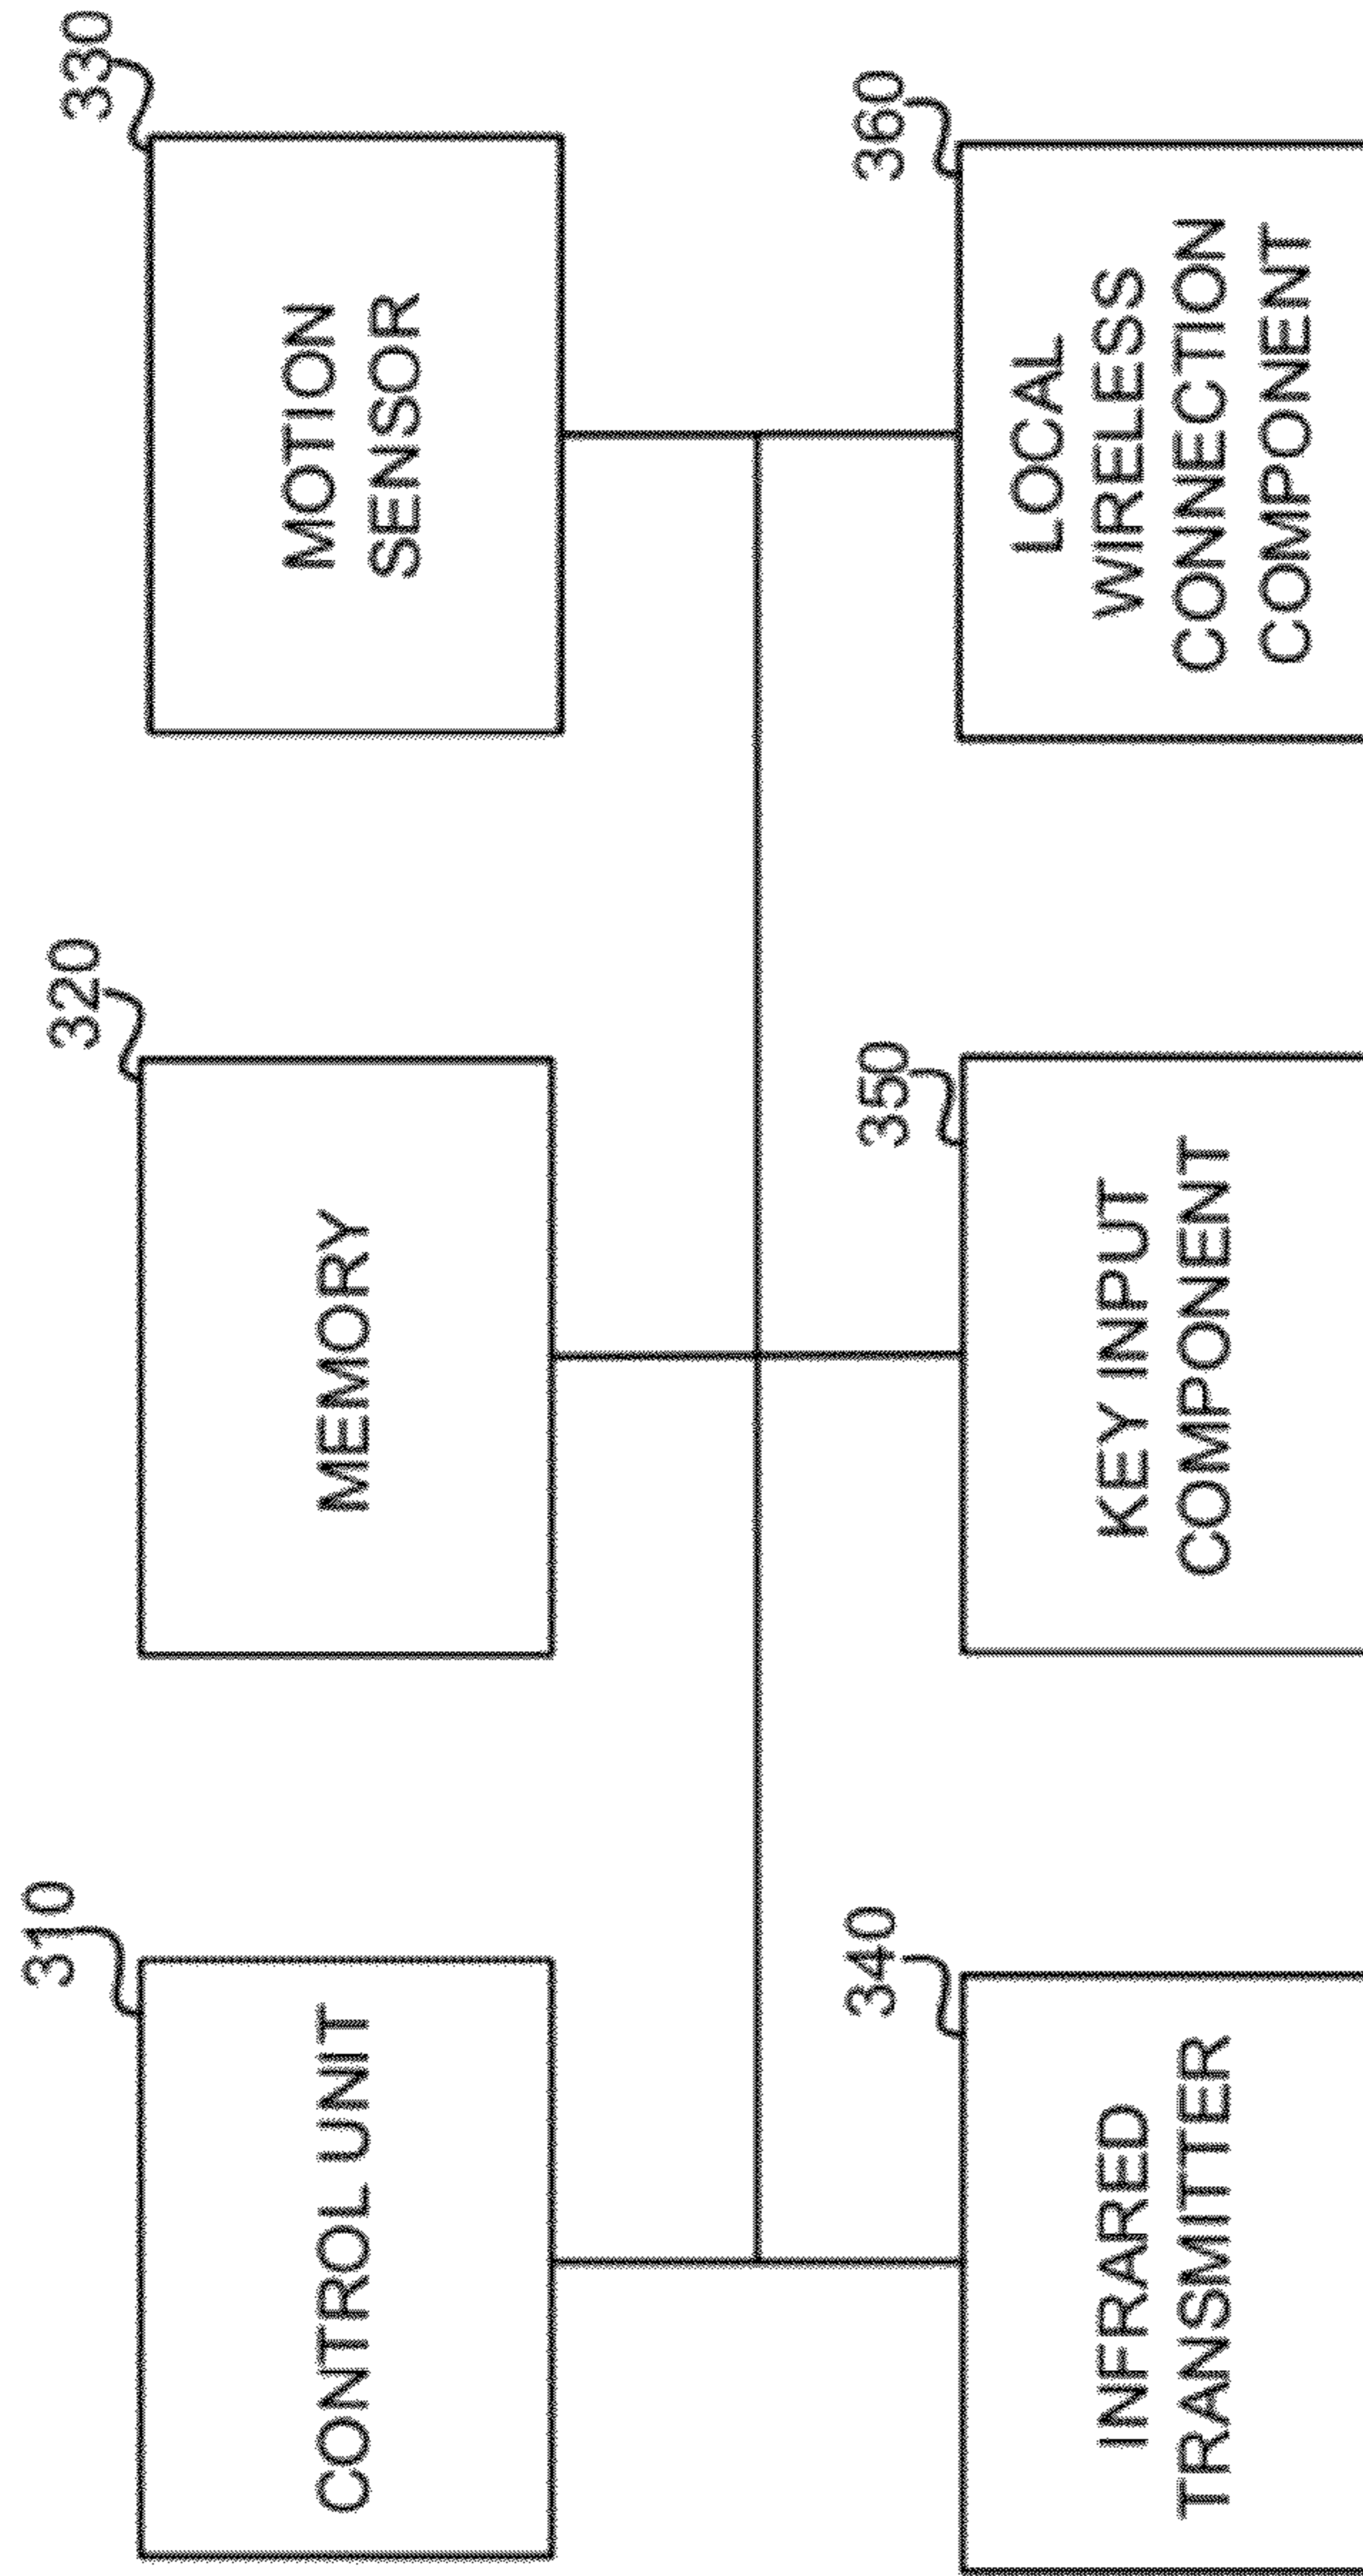 310
CONTROL UNIT
320
MEMORY
330
MOTION
SENSOR
340
INFRARED
TRANSMITTER
350
KEY INPUT
COMPONENT
360
LOCAL
WIRELESS
CONNECTION
COMPONENT